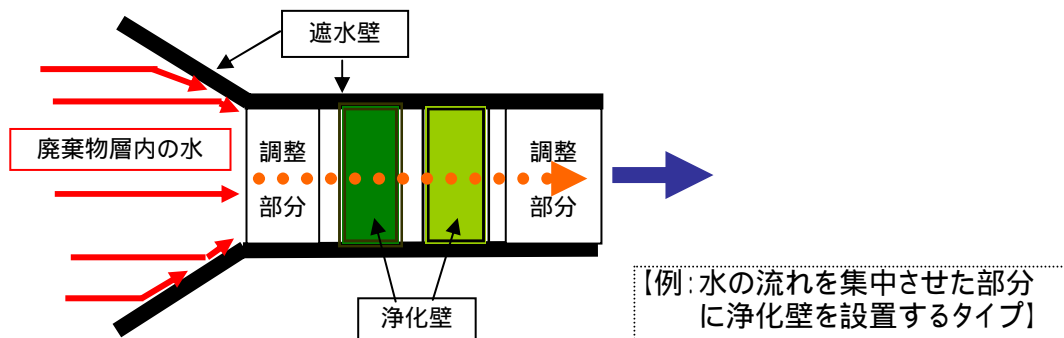 遮水壁
廃棄物層内の水
調整
部分
調整
部分
浄化壁
【例:水の流れを集中させた部分
に浄化壁を設置するタイプ】